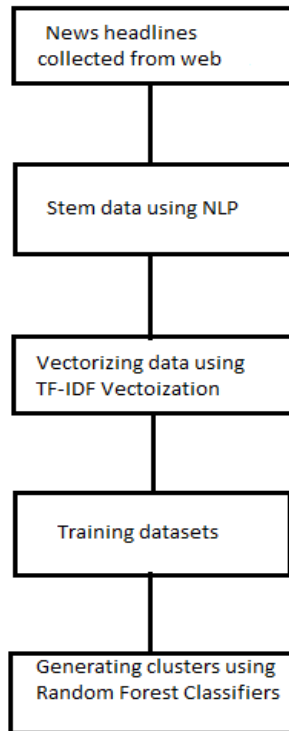 News headlines
collected from web
Stem data using NLP
Vectorizing data using
TF-IDF Vectoization
Training datasets
Generating clusters using
Random Forest Classifiers